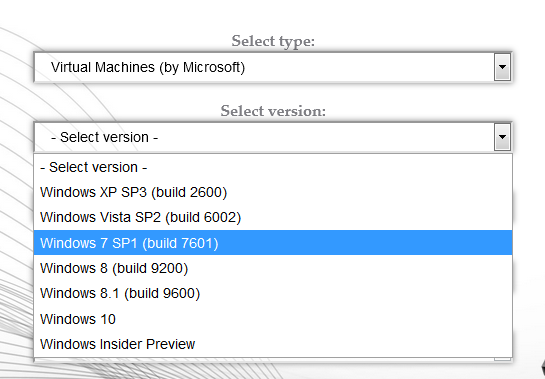 Select type:
Virtual Machines (by Microsoft)
Select version:
- Select version -
- Select version -
Windows XP SP3 (build 2600)
Windows Vista SP2 (build 6002)
Windows 7 SP1 (build 7601)
Windows 8 (build 9200)
Windows 8.1 (build 9600)
Windows 10
Windows Insider Preview